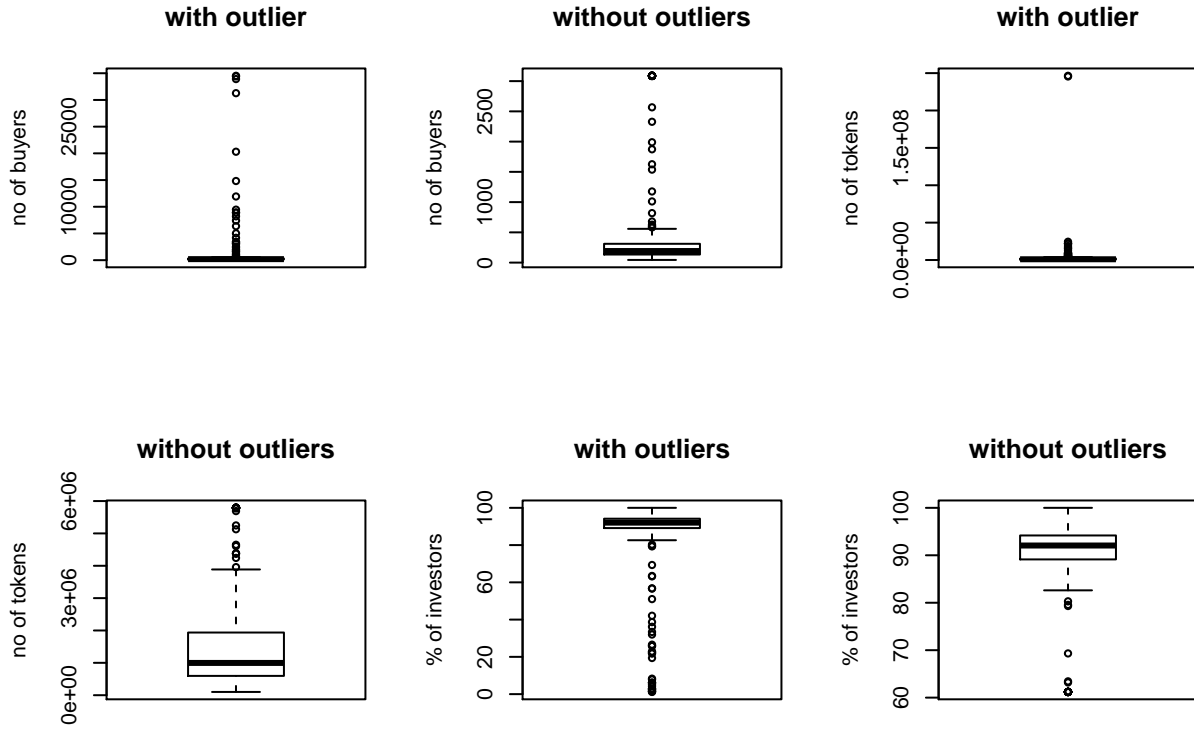 with outlier
no of buyers
25000
10000
0
without outliers
no of buyers
2500
1000
0
with outlier
no of tokens
1.5e+08
0.0e+00
without outliers
no of tokens
6e+06
3e+06
0e+00
with outliers
% of investors
100
60
20
0
without outliers
% of investors
100
90
80
70
60